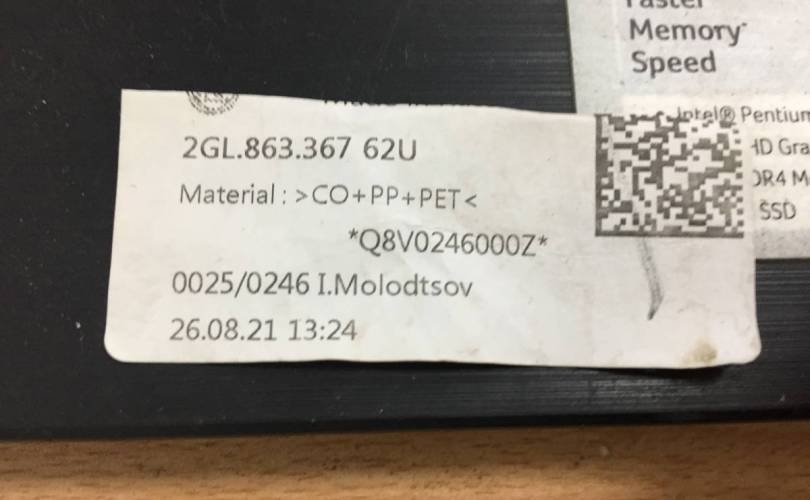 Faster
Memory
Speed
Intel® Pentium
HD Gra
DDR4 M
SSD
2GL.863.367 62U
Material : >CO+PP+PET<
*Q8V0246000Z*
0025/0246 I.Molodtsov
26.08.21 13:24